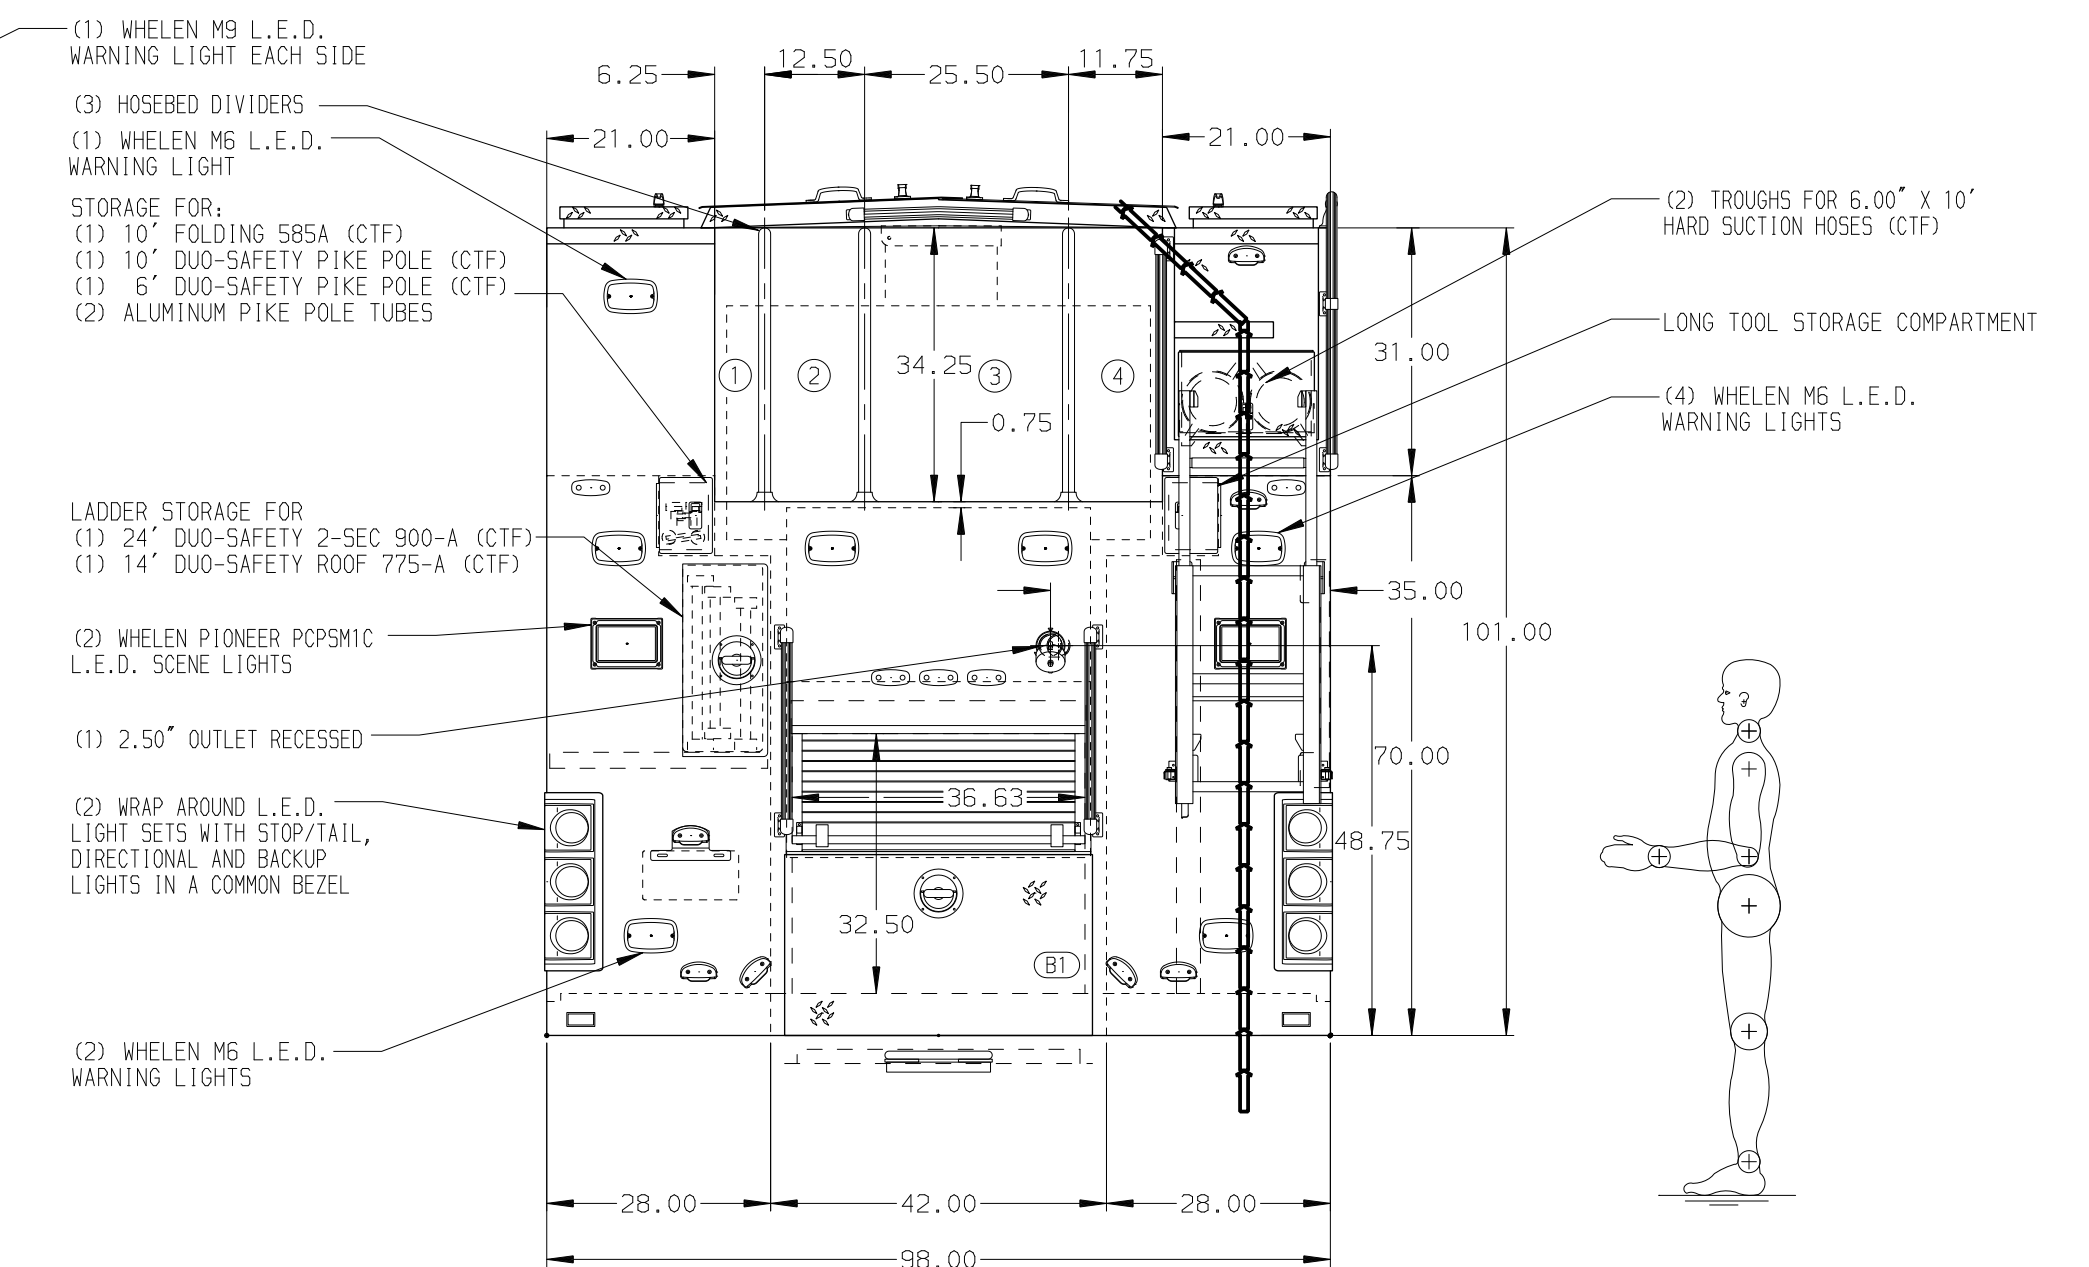 (1) WHELEN M9 L.E.D.
WARNING LIGHT EACH SIDE
(3) HOSEBED DIVIDERS
(1) WHELEN M6 L.E.D.
WARNING LIGHT
STORAGE FOR:
(1) 10′ FOLDING 585A (CTF)
(1) 10′ DUO-SAFETY PIKE POLE (CTF)
(1) 6′ DUO-SAFETY PIKE POLE (CTF)
(2) ALUMINUM PIKE POLE TUBES
LADDER STORAGE FOR
(1) 24′ DUO-SAFETY 2-SEC 900-A (CTF)
(1) 14′ DUO-SAFETY ROOF 775-A (CTF)
(2) WHELEN PIONEER PCPSM1C
L.E.D. SCENE LIGHTS
(1) 2.50″ OUTLET RECESSED
(2) WRAP AROUND L.E.D.
LIGHT SETS WITH STOP/TAIL,
DIRECTIONAL AND BACKUP
LIGHTS IN A COMMON BEZEL
(2) WHELEN M6 L.E.D.
WARNING LIGHTS
6.25
12.50
25.50
11.75
21.00
21.00
34.25
0.75
1
2
3
4
36.63
32.50
B1
31.00
35.00
101.00
70.00
48.75
28.00
42.00
28.00
98.00
(2) TROUGHS FOR 6.00″ X 10′
HARD SUCTION HOSES (CTF)
LONG TOOL STORAGE COMPARTMENT
(4) WHELEN M6 L.E.D.
WARNING LIGHTS